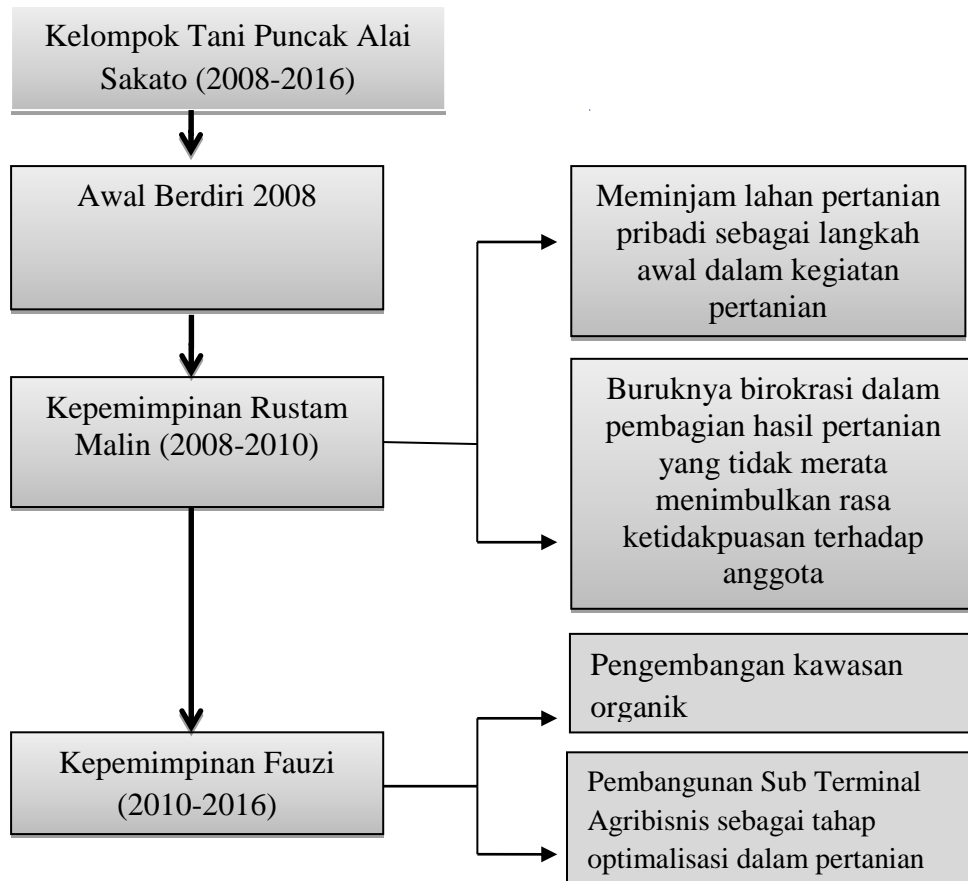 Kelompok Tani Puncak Alai
Sakato (2008-2016)
Awal Berdiri 2008
Meminjam lahan pertanian
pribadi sebagai langkah
awal dalam kegiatan
pertanian
Kepemimpinan Rustam
Malin (2008-2010)
Buruknya birokrasi dalam
pembagian hasil pertanian
yang tidak merata
menimbulkan rasa
ketidakpuasan terhadap
anggota
Kepemimpinan Fauzi
(2010-2016)
Pengembangan kawasan
organik
Pembangunan Sub Terminal
Agribisnis sebagai tahap
optimalisasi dalam pertanian